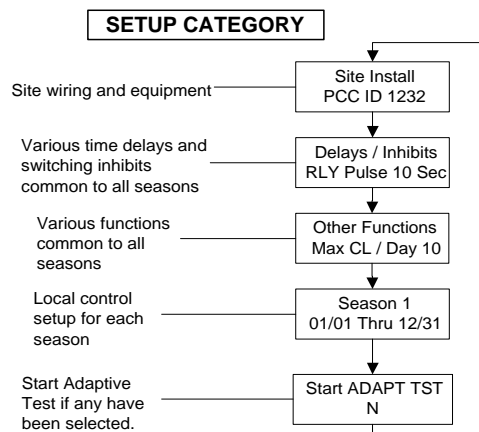 SETUP CATEGORY
Site wiring and equipment
Site Install
PCC ID 1232
Various time delays and
switching inhibits
common to all seasons
Delays / Inhibits
RLY Pulse 10 Sec
Various functions
common to all
seasons
Other Functions
Max CL / Day 10
Local control
setup for each
season
Season 1
01/01 Thru 12/31
Start Adaptive
Test if any have
been selected.
Start ADAPT TST
N